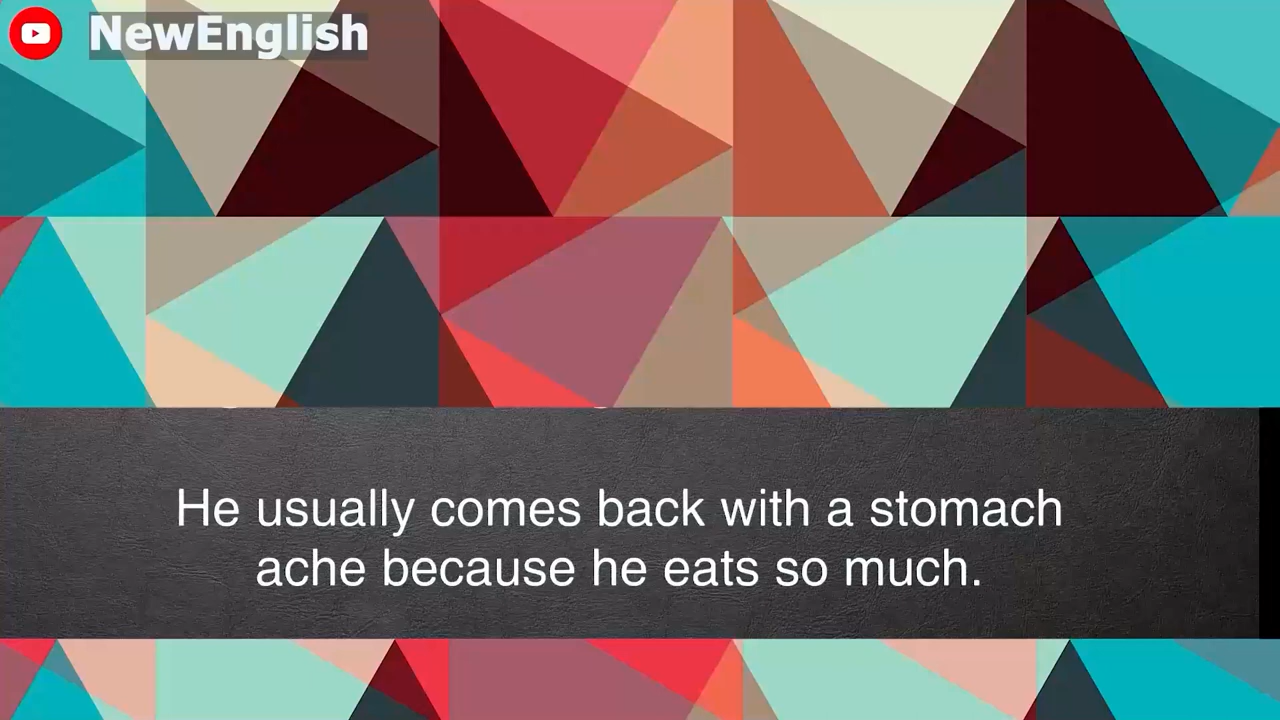 NewEnglish
He usually comes back with a stomach
ache because he eats so much.